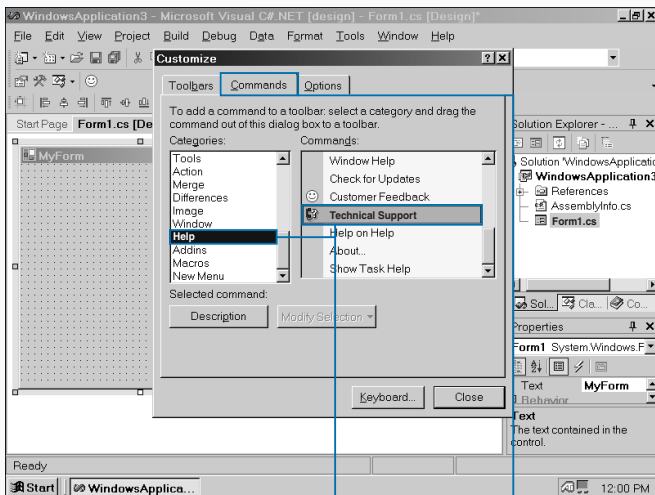 WindowsApplication3 - Microsoft Visual C#.NET [design] - Form1.cs [Design]*
File Edit View Project Build Debug Data Format Tools Window Help
Customize
Toolbars Commands Options
To add a command to a toolbar: select a category and drag the
command out of this dialog box to a toolbar.
Categories: Commands:
Tools
Action
Merge
Differences
Image
Window
Help
Addins
Macros
New Menu
Window Help
Check for Updates
Customer Feedback
Technical Support
Help on Help
About...
Show Task Help
Selected command:
Description Modify Selection
Keyboard... Close
Start Page Form1.cs [De
MyForm
Solution Explorer - ...
Solution 'WindowsApplicatio
WindowsApplication3
References
AssemblyInfo.cs
Form1.cs
Sol... Cla... Co...
Properties
Form1 System.Windows.F
Text MyForm
Behavior
Text
The text contained in the
control.
Ready
Start WindowsApplica... 12:00 PM